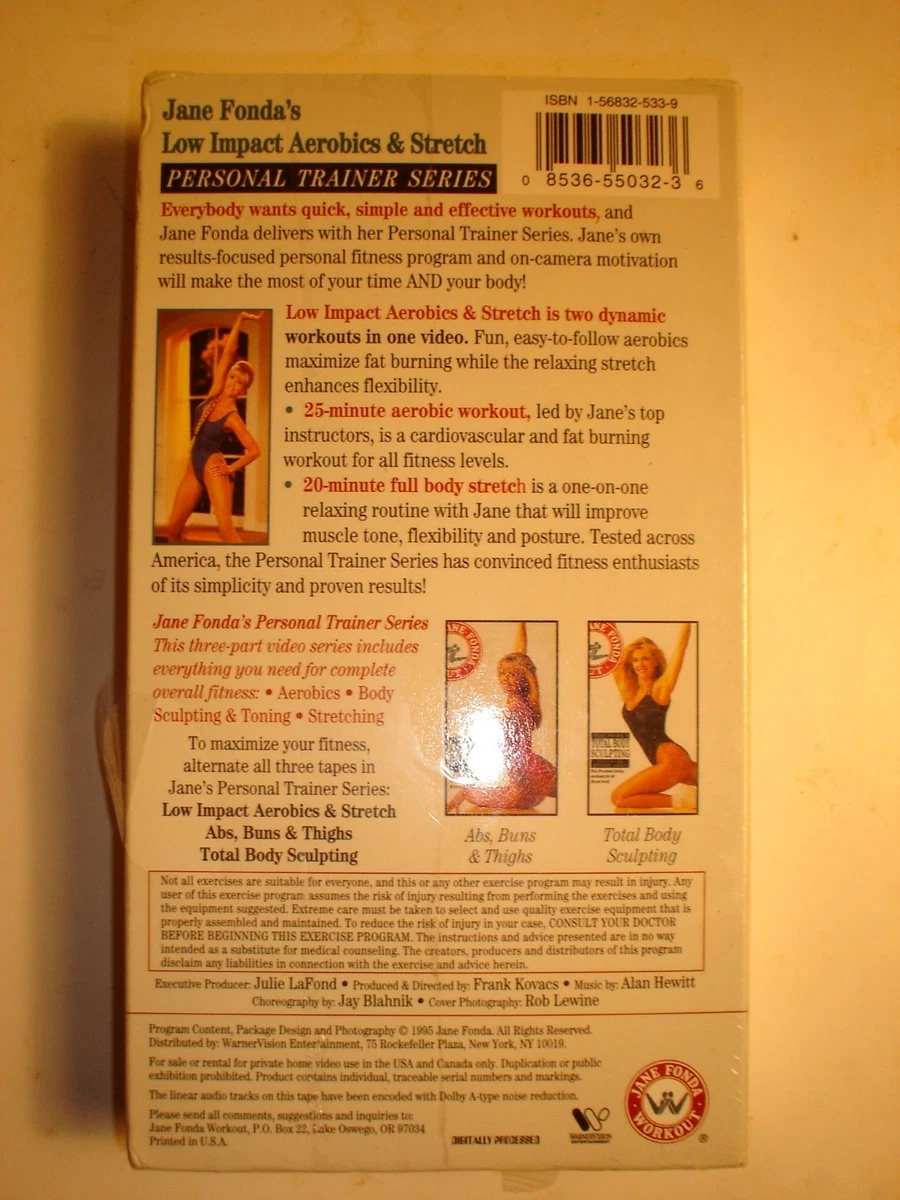 Jane Fonda's
Low Impact Aerobics & Stretch
PERSONAL TRAINER SERIES
ISBN 1-56832-533-9
0 8536-55032-3 6
Everybody wants quick, simple and effective workouts, and
Jane Fonda delivers with her Personal Trainer Series. Jane's own
results-focused personal fitness program and on-camera motivation
will make the most of your time AND your body!
Low Impact Aerobics & Stretch is two dynamic
workouts in one video. Fun, easy-to-follow aerobics
maximize fat burning while the relaxing stretch
enhances flexibility.
• 25-minute aerobic workout, led by Jane's top
instructors, is a cardiovascular and fat burning
workout for all fitness levels.
• 20-minute full body stretch is a one-on-one
relaxing routine with Jane that will improve
muscle tone, flexibility and posture. Tested across
America, the Personal Trainer Series has convinced fitness enthusiasts
of its simplicity and proven results!
Jane Fonda's Personal Trainer Series
This three-part video series includes
everything you need for complete
overall fitness: • Aerobics • Body
Sculpting & Toning • Stretching
To maximize your fitness,
alternate all three tapes in
Jane's Personal Trainer Series:
Low Impact Aerobics & Stretch
Abs, Buns & Thighs
Total Body Sculpting
JANE FONDA
JANE FONDA
TOTAL BODY
SCULPTING
Abs, Buns
& Thighs
Total Body
Sculpting
Not all exercises are suitable for everyone, and this or any other exercise program may result in injury. Any
user of this exercise program assumes the risk of injury resulting from performing the exercises and using
the equipment suggested. Extreme care must be taken to select and use quality exercise equipment that is
properly assembled and maintained. To reduce the risk of injury in your case, CONSULT YOUR DOCTOR
BEFORE BEGINNING THIS EXERCISE PROGRAM. The instructions and advice presented are in no way
intended as a substitute for medical counseling. The creators, producers and distributors of this program
disclaim any liabilities in connection with the exercise and advice herein.
Executive Producer: Julie LaFond • Produced & Directed by: Frank Kovacs • Music by: Alan Hewitt
Choreography by: Jay Blahnik • Cover Photography: Rob Lewine
Program Content, Package Design and Photography © 1995 Jane Fonda. All Rights Reserved.
Distributed by: WarnerVision Entertainment, 75 Rockefeller Plaza, New York, NY 10019.
For sale or rental for private home video use in the USA and Canada only. Duplication or public
exhibition prohibited. Product contains individual, traceable serial numbers and markings.
The linear audio tracks on this tape have been encoded with Dolby A-type noise reduction.
Please send all comments, suggestions and inquiries to:
Jane Fonda Workout, P.O. Box 22, Lake Oswego, OR 97034
Printed in U.S.A.
DIGITALLY PROCESSED
WARNERVISION
JANE FONDA
WORKOUT
®